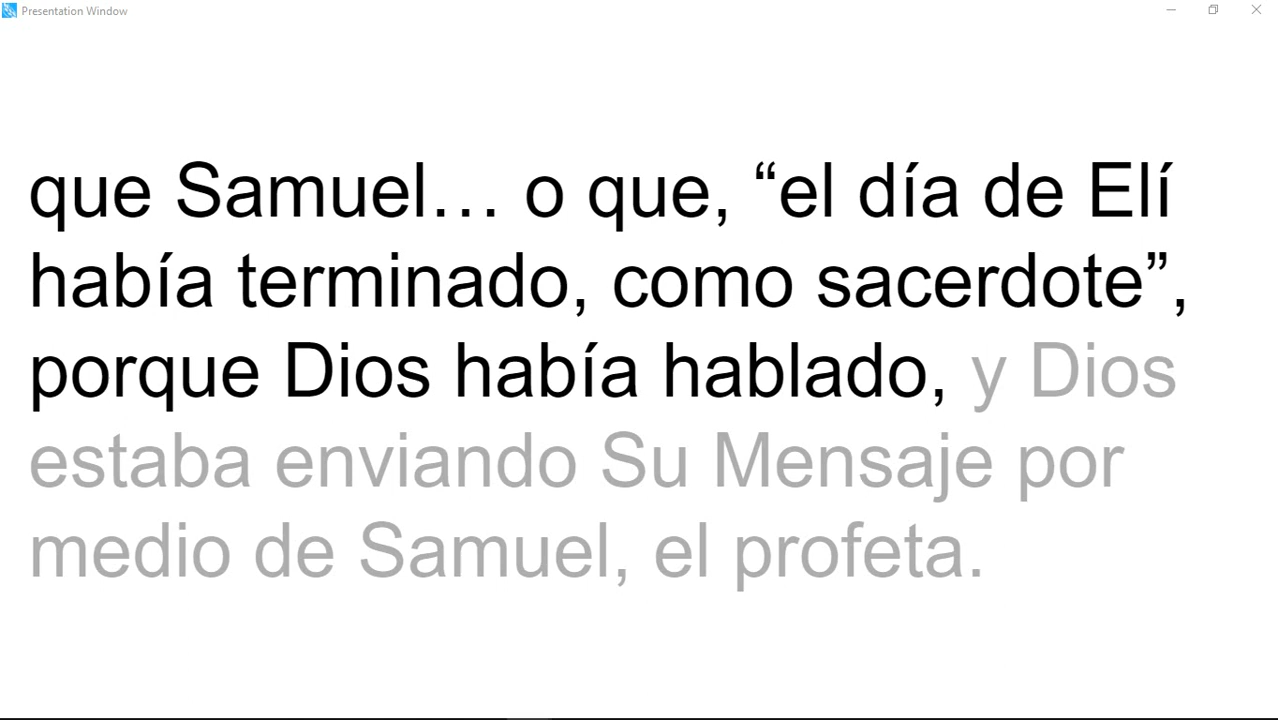 Presentation Window
que Samuel… o que, “el día de Elí
había terminado, como sacerdote”,
porque Dios había hablado, y Dios
estaba enviando Su Mensaje por
medio de Samuel, el profeta.